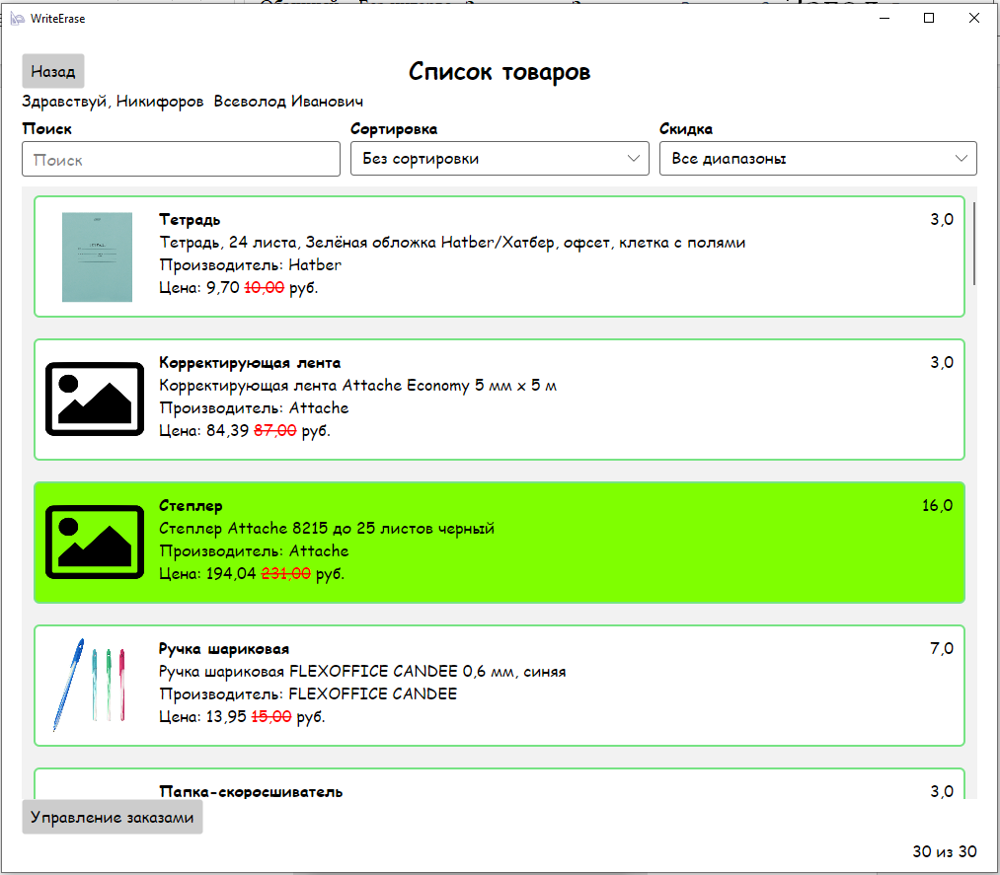 WriteErase
Назад
Список товаров
Здравствуй, Никифоров Всеволод Иванович
Поиск
Сортировка
Скидка
Поиск
Без сортировки
Все диапазоны
Тетрадь
3,0
Тетрадь, 24 листа, Зелёная обложка Hatber/Хатбер, офсет, клетка с полями
Производитель: Hatber
Цена: 9,70 10,00 руб.
Корректирующая лента
3,0
Корректирующая лента Attache Economy 5 мм x 5 м
Производитель: Attache
Цена: 84,39 87,00 руб.
Степлер
16,0
Степлер Attache 8215 до 25 листов черный
Производитель: Attache
Цена: 194,04 231,00 руб.
Ручка шариковая
7,0
Ручка шариковая FLEXOFFICE CANDEE 0,6 мм, синяя
Производитель: FLEXOFFICE CANDEE
Цена: 13,95 15,00 руб.
Папка-скоросшиватель
3,0
Управление заказами
30 из 30